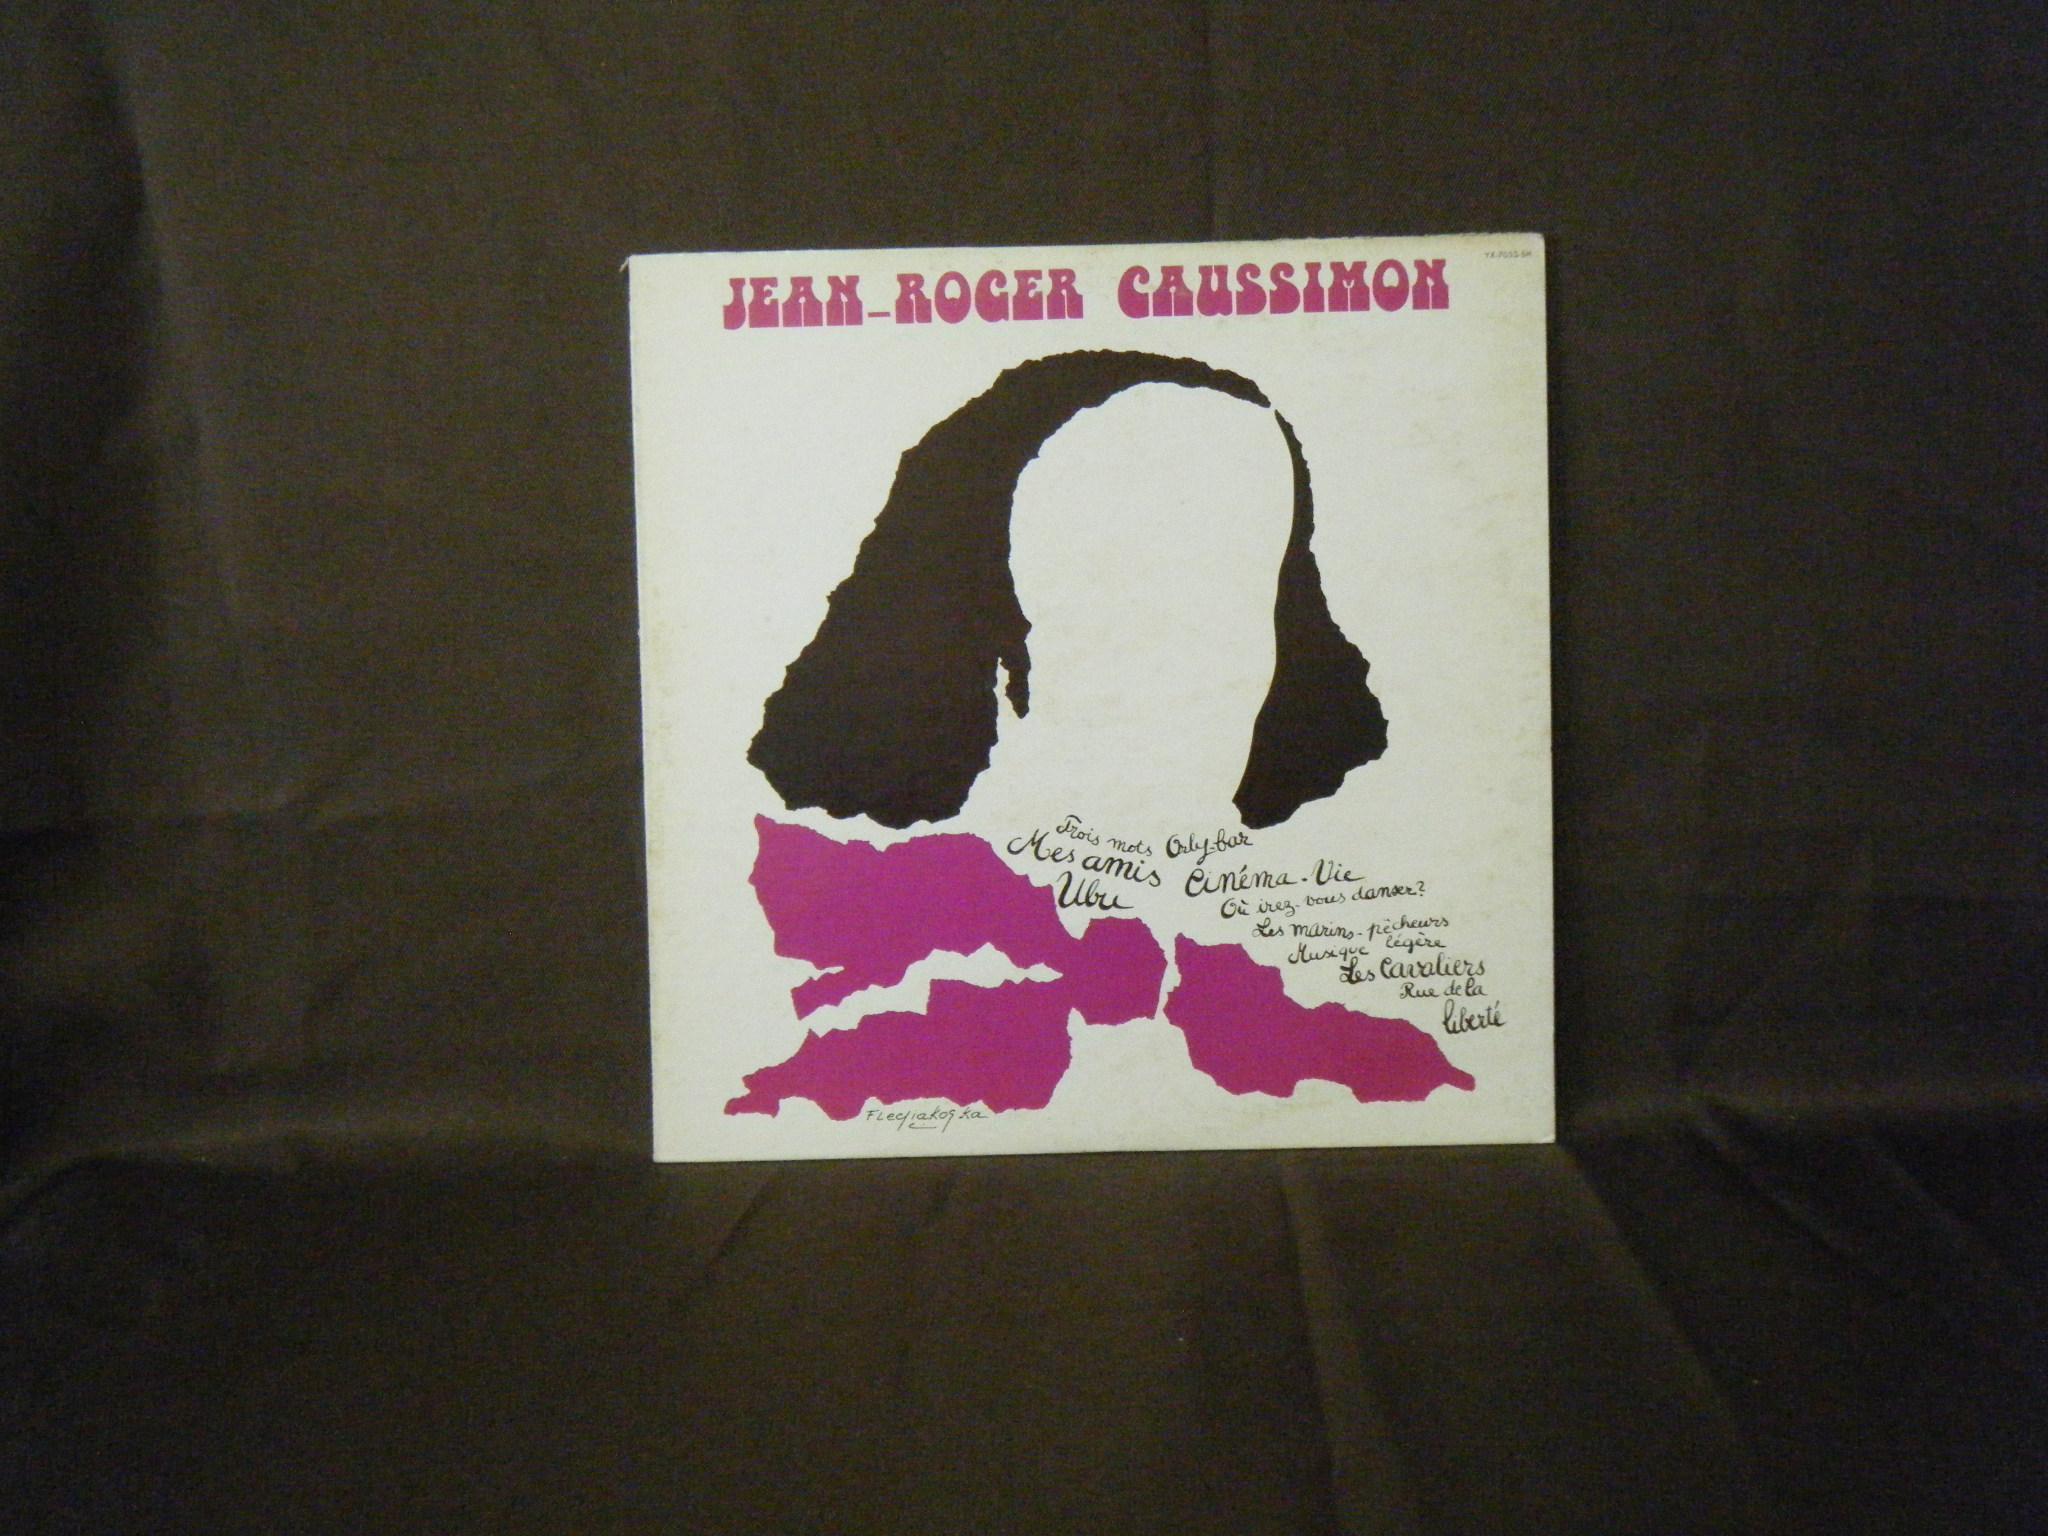 JEAN-ROGER CAUSSIMON
Trois mots Orly-bar
Mes amis
Ubu
Cinéma-Vie
Où irez-vous danser?
Les marins-pêcheurs
Musique légère
Les Cavaliers
Rue de la
liberté